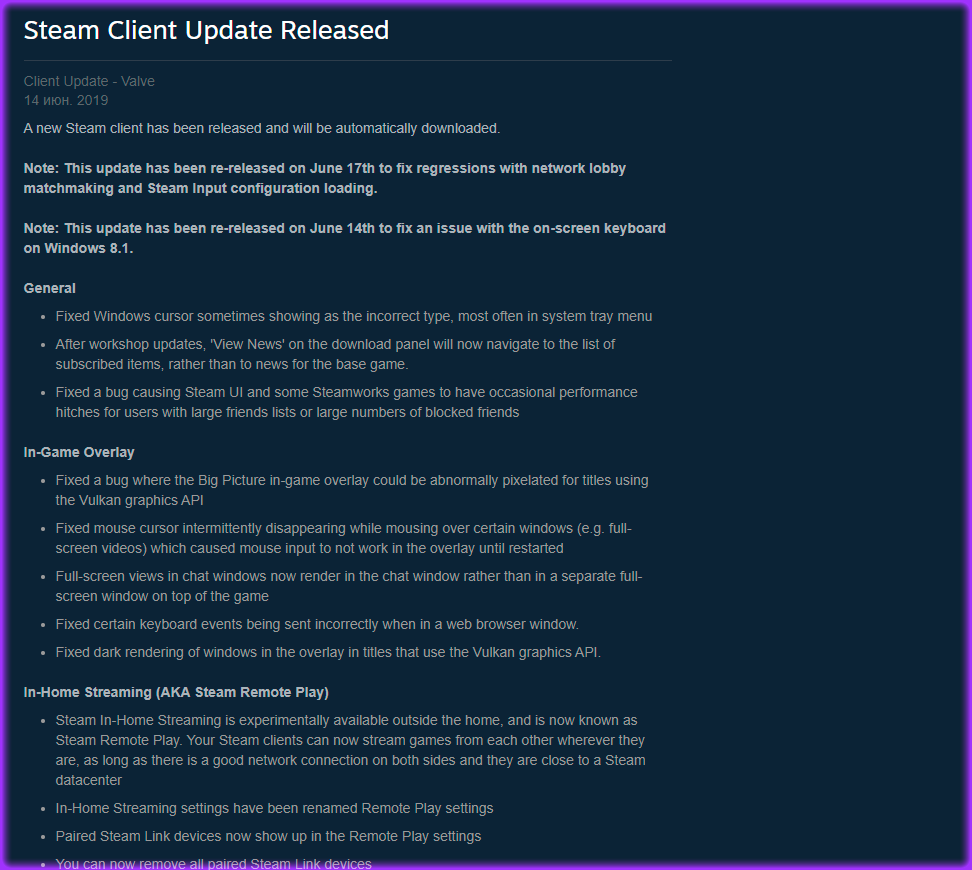 Steam Client Update Released
Client Update - Valve
14 июн. 2019
A new Steam client has been released and will be automatically downloaded.
Note: This update has been re-released on June 17th to fix regressions with network lobby
matchmaking and Steam Input configuration loading.
Note: This update has been re-released on June 14th to fix an issue with the on-screen keyboard
on Windows 8.1.
General
• Fixed Windows cursor sometimes showing as the incorrect type, most often in system tray menu
• After workshop updates, 'View News' on the download panel will now navigate to the list of
subscribed items, rather than to news for the base game.
• Fixed a bug causing Steam UI and some Steamworks games to have occasional performance
hitches for users with large friends lists or large numbers of blocked friends
In-Game Overlay
• Fixed a bug where the Big Picture in-game overlay could be abnormally pixelated for titles using
the Vulkan graphics API
• Fixed mouse cursor intermittently disappearing while mousing over certain windows (e.g. full-
screen videos) which caused mouse input to not work in the overlay until restarted
• Full-screen views in chat windows now render in the chat window rather than in a separate full-
screen window on top of the game
• Fixed certain keyboard events being sent incorrectly when in a web browser window.
• Fixed dark rendering of windows in the overlay in titles that use the Vulkan graphics API.
In-Home Streaming (AKA Steam Remote Play)
• Steam In-Home Streaming is experimentally available outside the home, and is now known as
Steam Remote Play. Your Steam clients can now stream games from each other wherever they
are, as long as there is a good network connection on both sides and they are close to a Steam
datacenter
• In-Home Streaming settings have been renamed Remote Play settings
• Paired Steam Link devices now show up in the Remote Play settings
• You can now remove all paired Steam Link devices